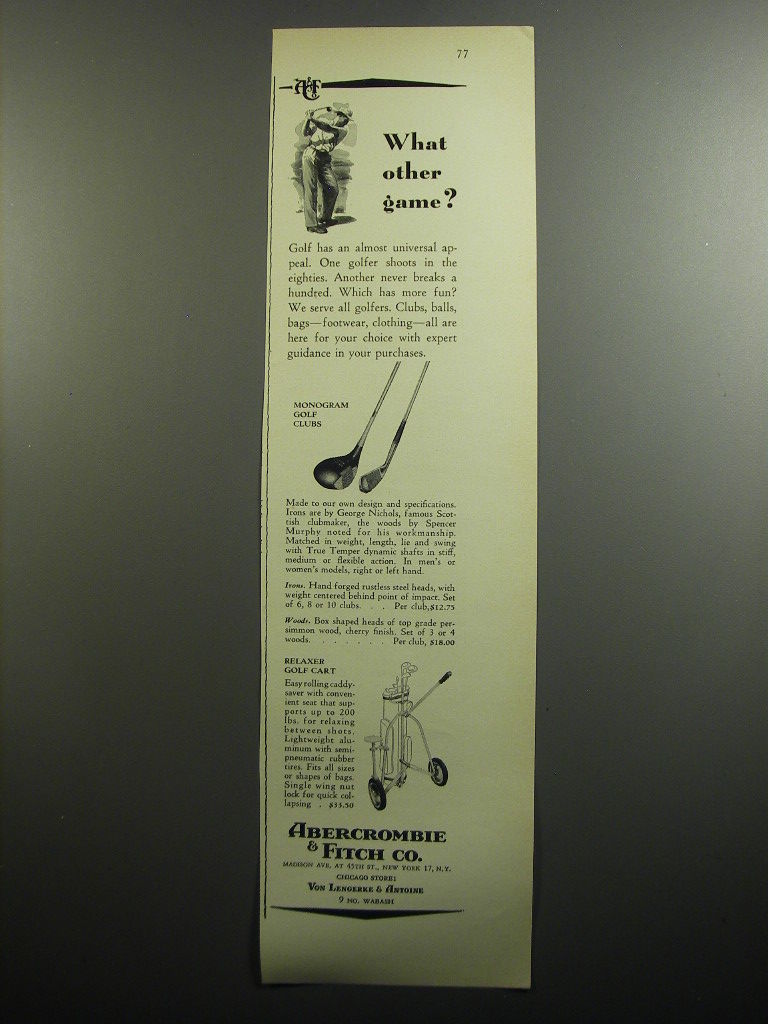 77
A&F Co
What
other
game?
Golf has an almost universal ap-
peal. One golfer shoots in the
eighties. Another never breaks a
hundred. Which has more fun?
We serve all golfers. Clubs, balls,
bags—footwear, clothing—all are
here for your choice with expert
guidance in your purchases.
MONOGRAM
GOLF
CLUBS
Made to our own design and specifications.
Irons are by George Nichols, famous Scot-
tish clubmaker, the woods by Spencer
Murphy noted for his workmanship.
Matched in weight, length, lie and swing
with True Temper dynamic shafts in stiff,
medium or flexible action. In men's or
women's models, right or left hand.
Irons. Hand forged rustless steel heads, with
weight centered behind point of impact. Set
of 6, 8 or 10 clubs. . . Per club, $12.75
Woods. Box shaped heads of top grade per-
simmon wood, cherry finish. Set of 3 or 4
woods. . . . . . . Per club, $18.00
RELAXER
GOLF CART
Easy rolling caddy-
saver with conven-
ient seat that sup-
ports up to 200
lbs. for relaxing
between shots.
Lightweight alu-
minum with semi-
pneumatic rubber
tires. Fits all sizes
or shapes of bags.
Single wing nut
lock for quick col-
lapsing . $33.50
ABERCROMBIE
& FITCH CO.
MADISON AVE. AT 45TH ST., NEW YORK 17, N.Y.
CHICAGO STORE:
VON LENGERKE & ANTOINE
9 NO. WABASH